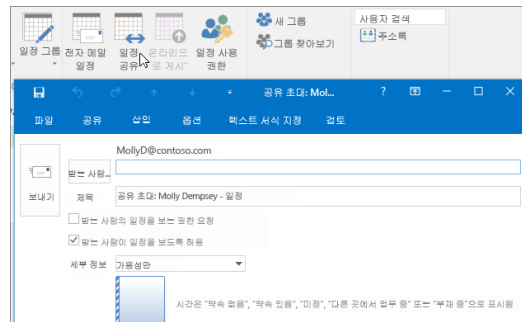 일정 그룹
전자 메일
일정
일정
공유
온라인으
로 게시
일정 사용
권한
새 그룹
그룹 찾아보기
사용자 검색
주소록
공유 초대: Mol...
?
파일
공유
삽입
옵션
텍스트 서식 지정
검토
MollyD@contoso.com
보내기
받는 사람...
제목
공유 초대: Molly Dempsey - 일정
받는 사람의 일정을 보는 권한 요청
받는 사람이 일정을 보도록 허용
세부 정보
가용성만
시간은 "약속 없음", "약속 있음", "미정", "다른 곳에서 업무 중" 또는 "부재 중"으로 표시됨